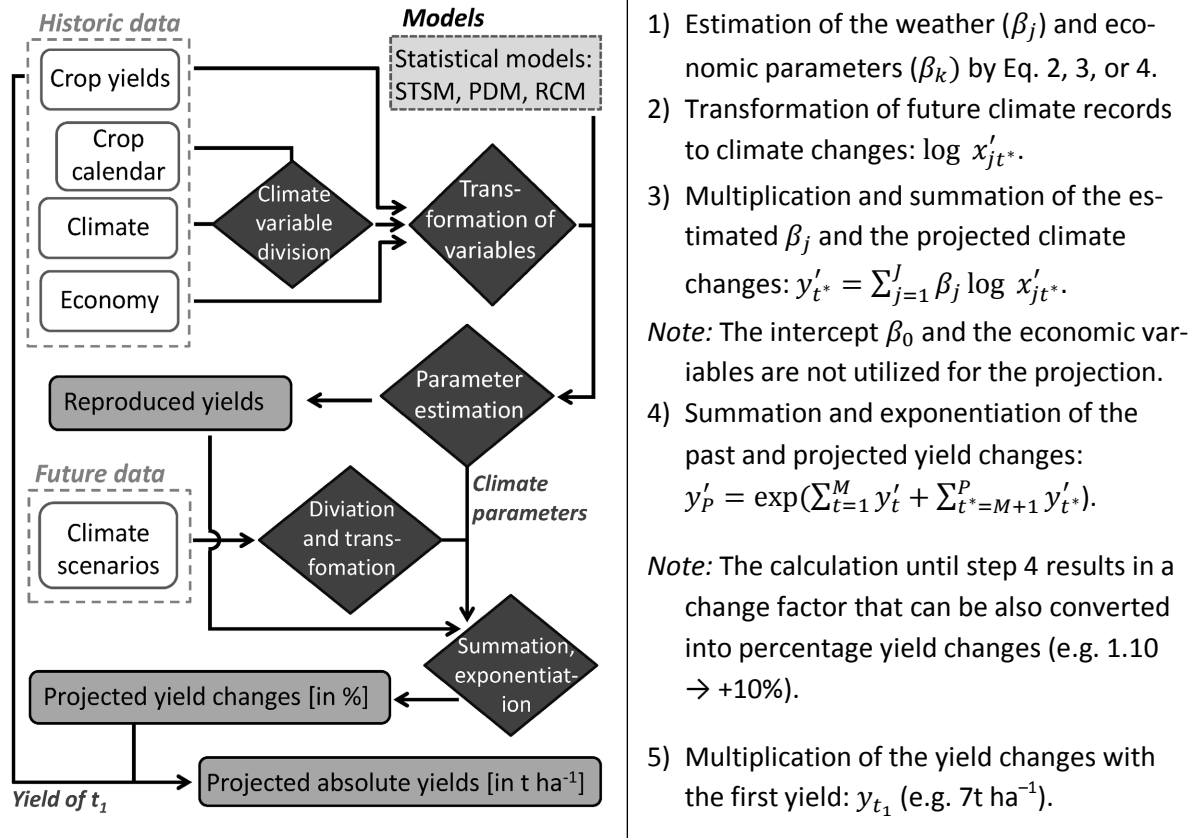 Historic data
Models
Crop yields
Statistical models:
STSM, PDM, RCM
Crop
calendar
Climate
Economy
Climate
variable
division
Trans-
formation of
variables
Reproduced yields
Parameter
estimation
Future data
Climate
scenarios
Diviation
and trans-
fomation
Climate
parameters
Summation,
exponentiat-
ion
Projected yield changes [in %]
Projected absolute yields [in t ha⁻¹]
Yield of t₁
1) Estimation of the weather (βⱼ) and eco-
nomic parameters (βₖ) by Eq. 2, 3, or 4.
2) Transformation of future climate records
to climate changes: log x′ⱼₜ*.
3) Multiplication and summation of the es-
timated βⱼ and the projected climate
changes: y′ₜ* = ∑ᴶⱼ₌₁ βⱼ log x′ⱼₜ*.
Note: The intercept β₀ and the economic var-
iables are not utilized for the projection.
4) Summation and exponentiation of the
past and projected yield changes:
y′_P = exp(∑ᴹₜ₌₁ y′ₜ + ∑ᴾₜ*₌M+1 y′ₜ*).
Note: The calculation until step 4 results in a
change factor that can be also converted
into percentage yield changes (e.g. 1.10
→ +10%).
5) Multiplication of the yield changes with
the first yield: y_t₁ (e.g. 7t ha⁻¹).